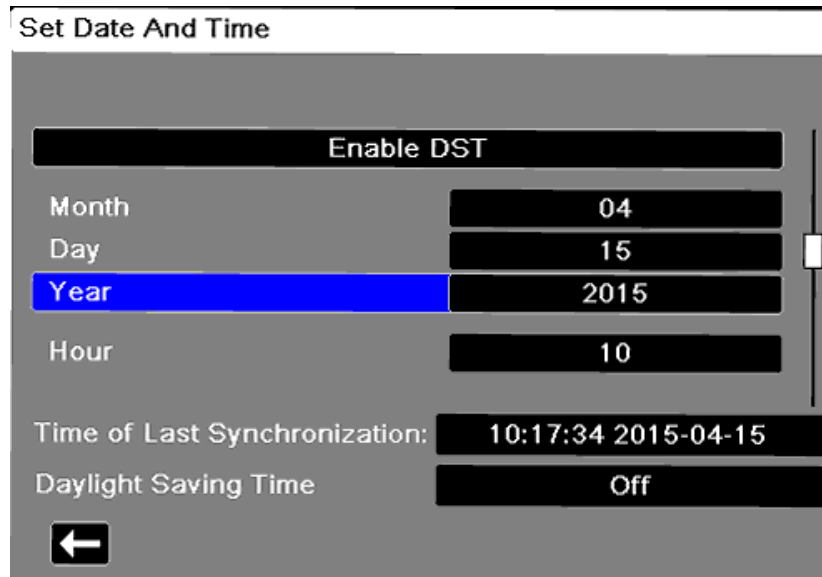 Set Date And Time
Enable DST
Month 04
Day 15
Year 2015
Hour 10
Time of Last Synchronization: 10:17:34 2015-04-15
Daylight Saving Time Off